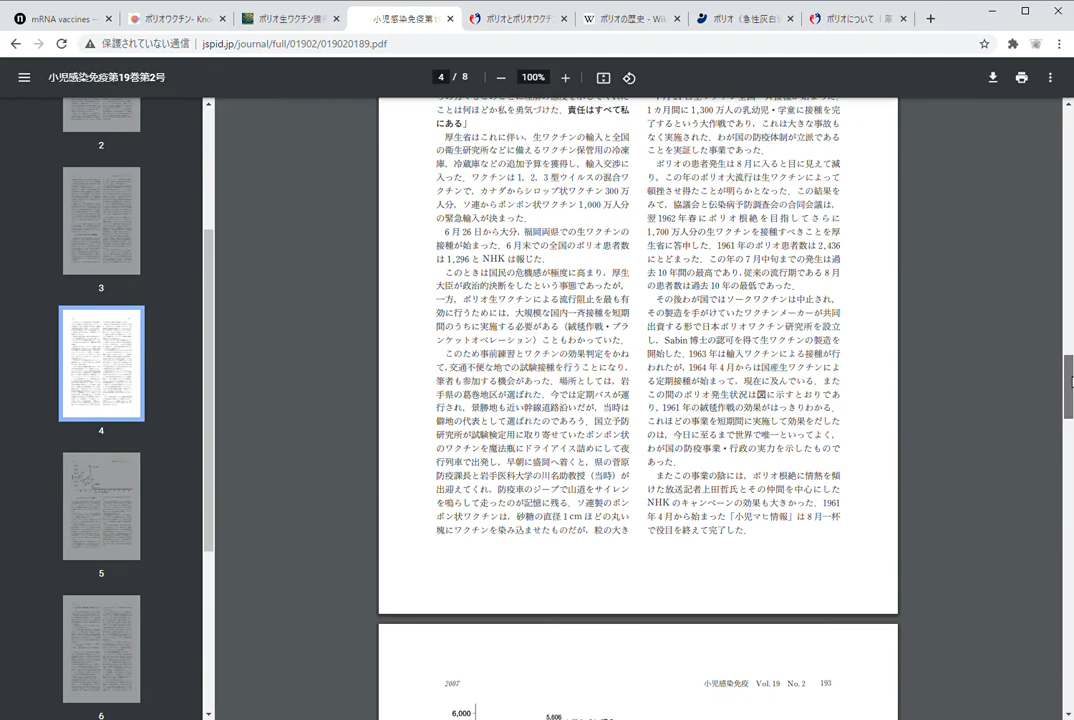 mRNA vaccines –
ポリオワクチン- Kno
ポリオ生ワクチン獲
小児感染免疫第1
ポリオとポリオワクチ
ポリオの歴史 - Wiki
ポリオ（急性灰白
ポリオについて｜厚
保護されていない通信 | jspid.jp/journal/full/01902/019020189.pdf
小児感染免疫第19巻第2号
4 / 8
100%
2
3
4
5
6
ことは何ほどか私を勇気づけた．責任はすべて私
にある」
厚生省はこれに伴い，生ワクチンの輸入と全国
の衛生研究所などに備えるワクチン保管用の冷凍
庫，冷蔵庫などの追加予算を獲得し，輸入交渉に
入った．ワクチンは1，2，3型ウイルスの混合ワ
クチンで，カナダからシロップ状ワクチン300万
人分，ソ連からボンボン状ワクチン1,000万人分
の緊急輸入が決まった．
6月26日から大分，福岡両県での生ワクチンの
接種が始まった．6月末での全国のポリオ患者数
は1,296とNHKは報じた．
このときは国民の危機感が極度に高まり，厚生
大臣が政治的決断をしたという事態であったが，
一方，ポリオ生ワクチンによる流行阻止を最も有
効に行うためには，大規模な国内一斉接種を短期
間のうちに実施する必要がある（絨毯作戦・ブラ
ンケットオペレーション）こともわかっていた．
このため事前練習とワクチンの効果判定をかね
て，交通不便な地での試験接種を行うことになり，
筆者も参加する機会があった．場所としては，岩
手県の葛巻地区が選ばれた．今では定期バスが運
行され，景勝地も近い幹線道路沿いだが，当時は
僻地の代表として選ばれたのであろう．国立予防
研究所が試験検定用に取り寄せていたボンボン状
のワクチンを魔法瓶にドライアイス詰めにして夜
行列車で出発し，早朝に盛岡へ着くと，県の菅原
防疫課長と岩手医科大学の川名助教授（当時）が
出迎えてくれ，防疫車のジープで山道をサイレン
を鳴らして走ったのが記憶に残る．ソ連製のボン
ボン状ワクチンは，砂糖の直径1cmほどの丸い
塊にワクチンを染み込ませたものだが，粒の大き
1カ月間に1,300万人の乳幼児・学童に接種を完
了するという大作戦であり，これは大きな事故も
なく実施された．わが国の防疫体制が立派である
ことを実証した事業であった．
ポリオの患者発生は8月に入ると目に見えて減
り，この年のポリオ大流行は生ワクチンによって
頓挫させ得たことが明らかとなった．この結果を
みて，協議会と伝染病予防調査会の合同会議は，
翌1962年春にポリオ根絶を目指してさらに
1,700万人分の生ワクチンを接種すべきことを厚
生省に答申した．1961年のポリオ患者数は2,436
にとどまった．この年の7月中旬までの発生は過
去10年間の最高であり，従来の流行期である8月
の患者数は過去10年の最低であった．
その後わが国ではソークワクチンは中止され，
その製造を手がけていたワクチンメーカーが共同
出資する形で日本ポリオワクチン研究所を設立
し，Sabin博士の認可を得て生ワクチンの製造を
開始した．1963年は輸入ワクチンによる接種が行
われたが，1964年4月からは国産生ワクチンによ
る定期接種が始まって，現在に及んでいる．また
この間のポリオ発生状況は図に示すとおりであ
り，1961年の絨毯作戦の効果がはっきりわかる．
これほどの事業を短期間に実施して効果をだした
のは，今日に至るまで世界で唯一といってよく，
わが国の防疫事業・行政の実力を示したもので
あった．
またこの事業の陰には，ポリオ根絶に情熱を傾
けた放送記者上田哲氏とその仲間を中心にした
NHKのキャンペーンの効果も大きかった．1961
年4月から始まった「小児マヒ情報」は8月一杯
で役目を終えて完了した．
2007
小児感染免疫 Vol.19 No.2 193
6,000
5,606